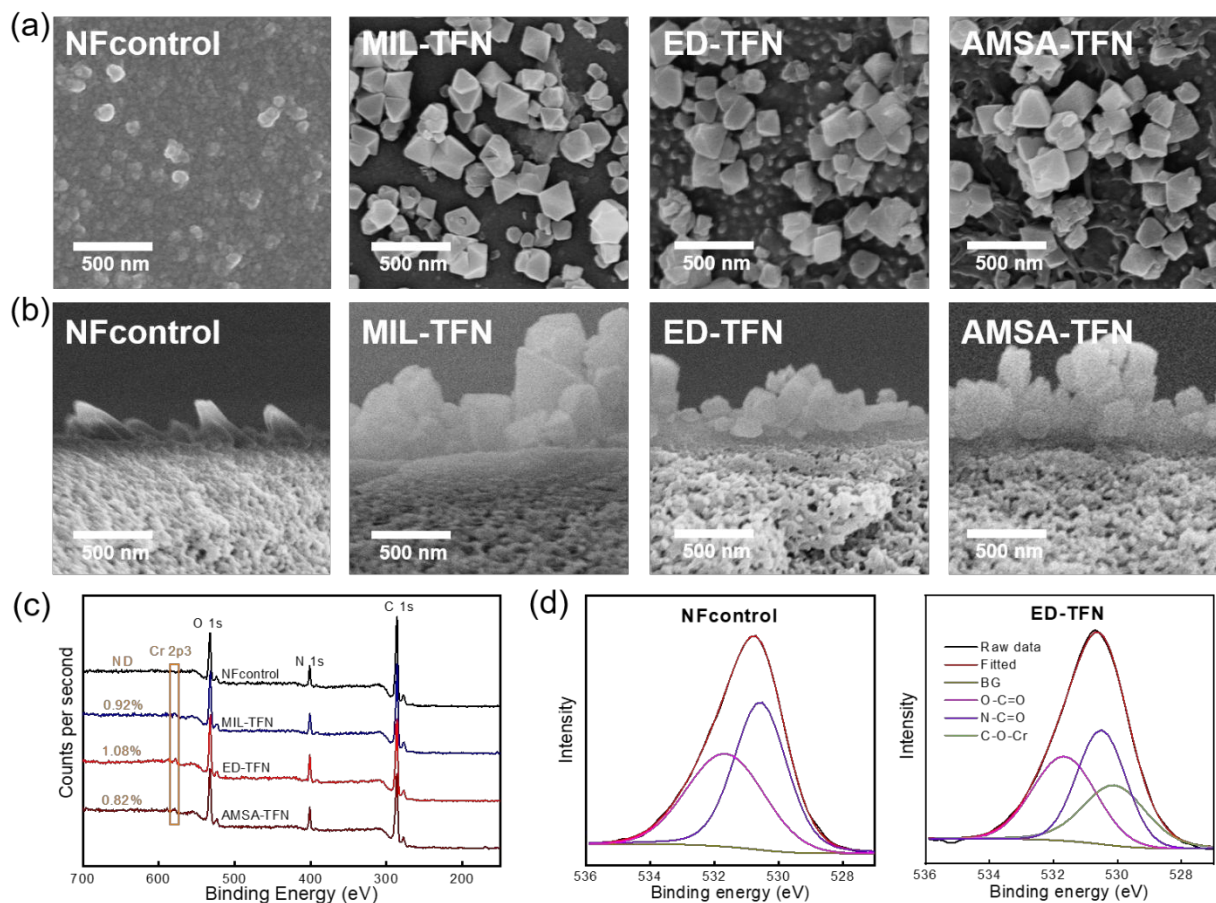 (a)
NFcontrol
MIL-TFN
ED-TFN
AMSA-TFN
500 nm
500 nm
500 nm
500 nm
(b)
NFcontrol
MIL-TFN
ED-TFN
AMSA-TFN
500 nm
500 nm
500 nm
500 nm
(c)
Counts per second
O 1s
C 1s
ND
Cr 2p3
N 1s
NFcontrol
0.92%
MIL-TFN
1.08%
ED-TFN
0.82%
AMSA-TFN
700 600 500 400 300 200
Binding Energy (eV)
(d)
NFcontrol
Intensity
536 534 532 530 528
Binding energy (eV)
ED-TFN
Raw data
Fitted
BG
O-C=O
N-C=O
C-O-Cr
Intensity
536 534 532 530 528
Binding energy (eV)